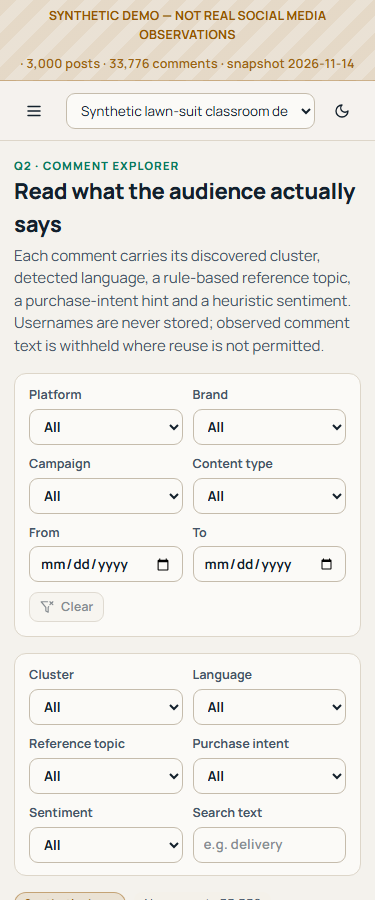 SYNTHETIC DEMO — NOT REAL SOCIAL MEDIA
OBSERVATIONS
· 3,000 posts · 33,776 comments · snapshot 2026-11-14
Synthetic lawn-suit classroom de
Q2 · COMMENT EXPLORER
Read what the audience actually
says
Each comment carries its discovered cluster,
detected language, a rule-based reference topic,
a purchase-intent hint and a heuristic sentiment.
Usernames are never stored; observed comment
text is withheld where reuse is not permitted.
Platform Brand
All All
Campaign Content type
All All
From To
mm/dd/yyyy mm/dd/yyyy
Clear
Cluster Language
All All
Reference topic Purchase intent
All All
Sentiment Search text
All e.g. delivery